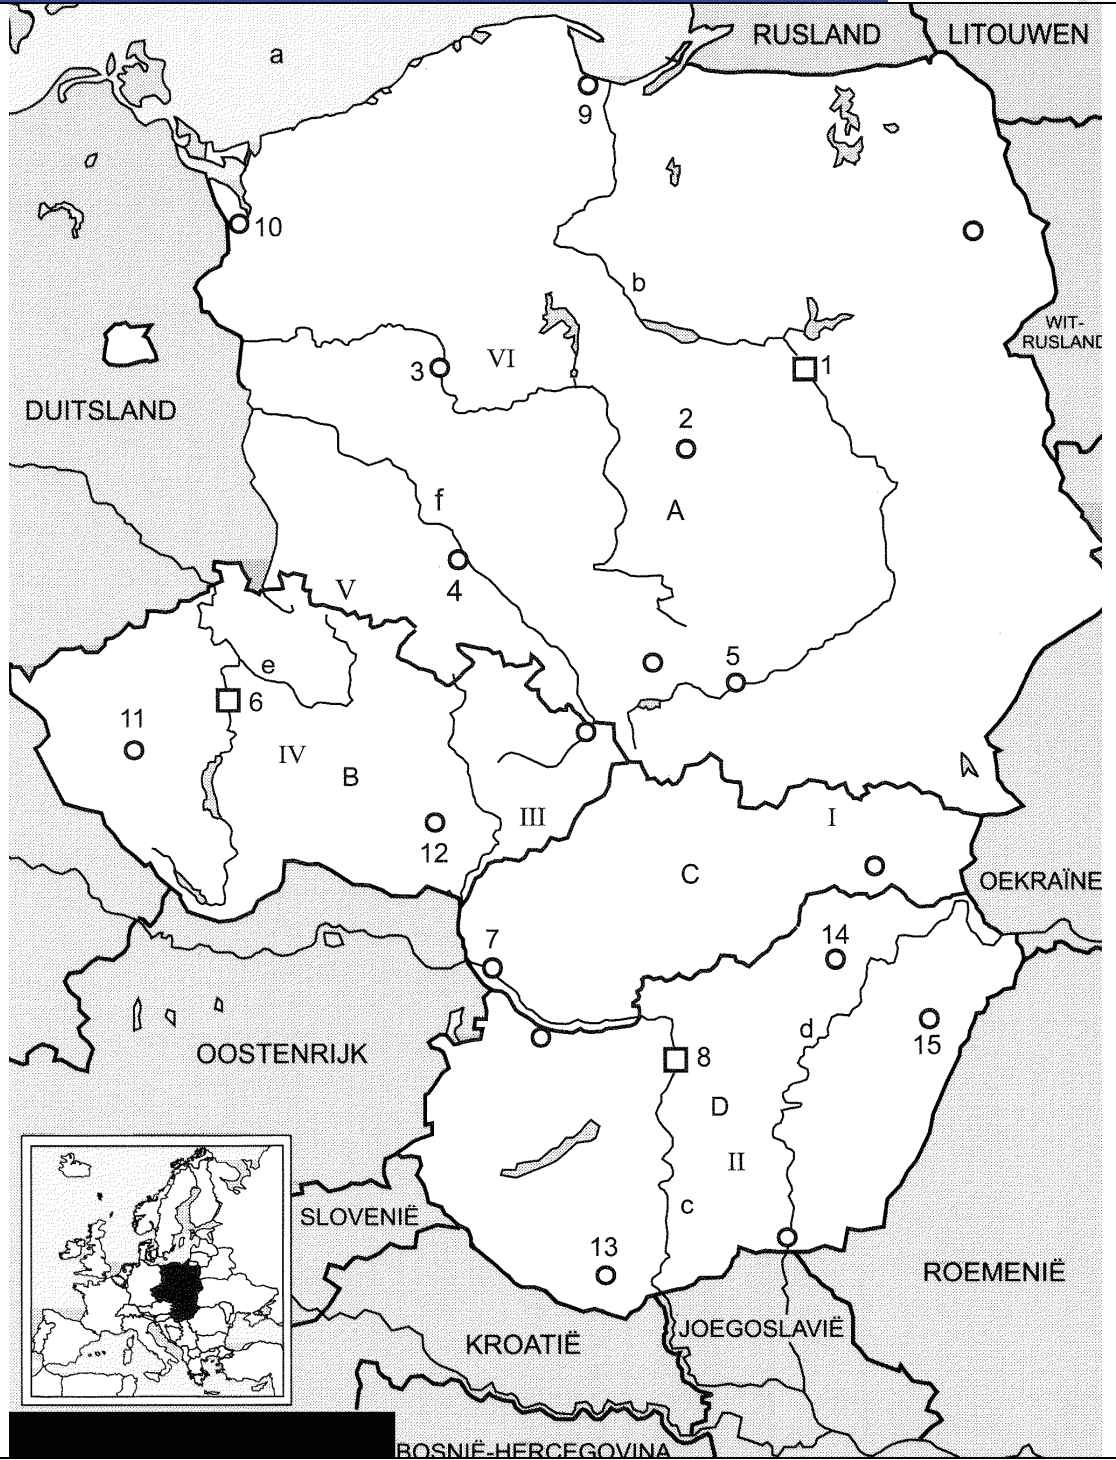 RUSLAND
LITOUWEN
a
9
10
b
WIT-
RUSLAND
VI
3
1
DUITSLAND
2
f
A
V
4
e
5
6
11
IV
B
III
12
I
C
OEKRAÏNE
7
14
d
15
OOSTENRIJK
8
D
II
c
SLOVENIË
13
ROEMENIË
KROATIË
JOEGOSLAVIË
BOSNIË-HERCEGOVINA